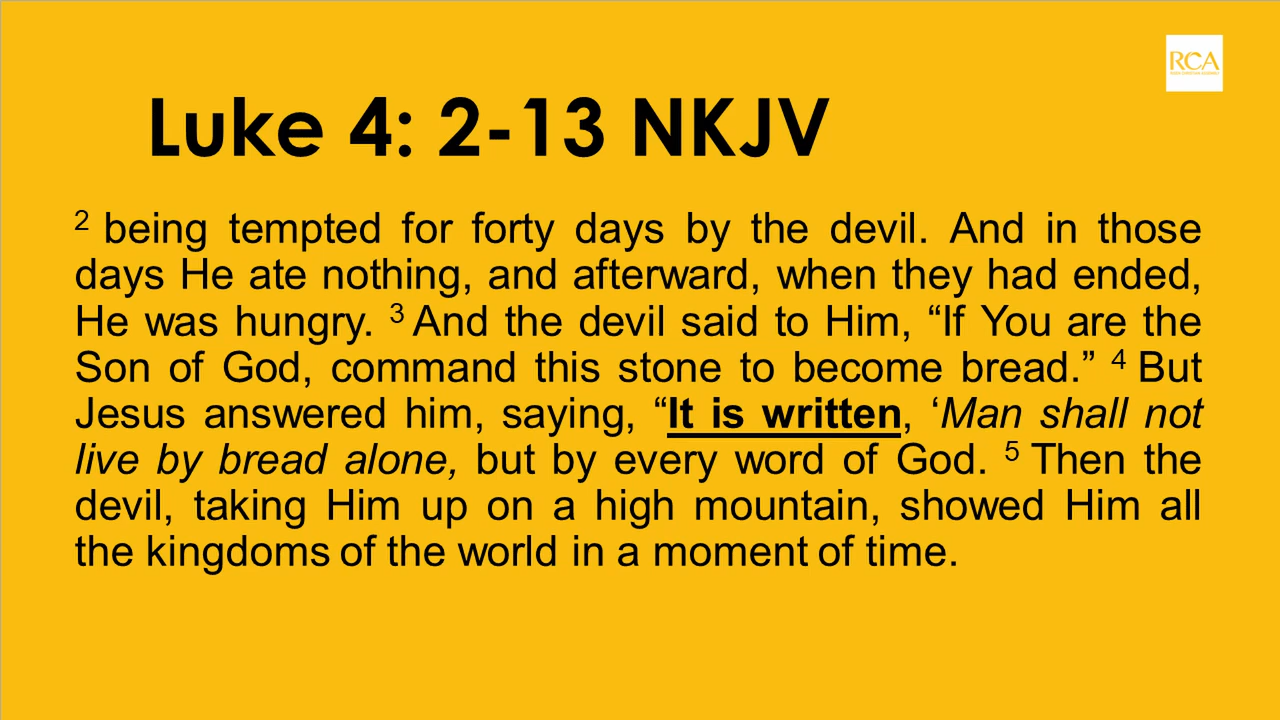 RCA
Luke 4: 2-13 NKJV
2 being tempted for forty days by the devil. And in those
days He ate nothing, and afterward, when they had ended,
He was hungry. 3 And the devil said to Him, “If You are the
Son of God, command this stone to become bread.” 4 But
Jesus answered him, saying, “It is written, ‘Man shall not
live by bread alone, but by every word of God. 5 Then the
devil, taking Him up on a high mountain, showed Him all
the kingdoms of the world in a moment of time.